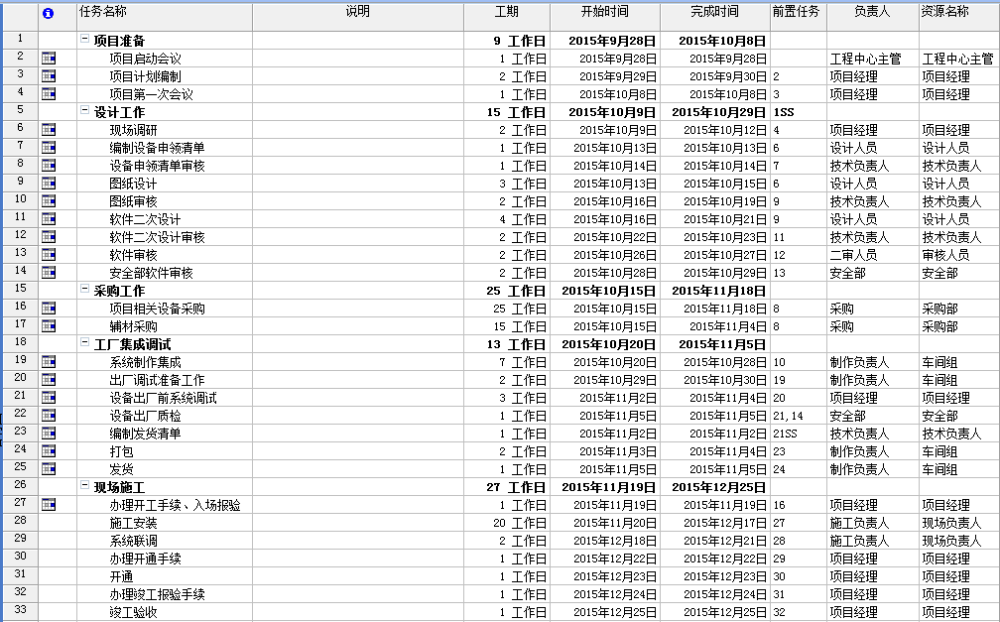 任务名称 说明 工期 开始时间 完成时间 前置任务 负责人 资源名称
1 项目准备 9 工作日 2015年9月28日 2015年10月8日
2 项目启动会议 1 工作日 2015年9月28日 2015年9月28日 工程中心主管 工程中心主管
3 项目计划编制 2 工作日 2015年9月29日 2015年9月30日 2 项目经理 项目经理
4 项目第一次会议 1 工作日 2015年10月8日 2015年10月8日 3 项目经理 项目经理
5 设计工作 15 工作日 2015年10月9日 2015年10月29日 1SS
6 现场调研 2 工作日 2015年10月9日 2015年10月12日 4 项目经理 项目经理
7 编制设备申领清单 1 工作日 2015年10月13日 2015年10月13日 6 设计人员 设计人员
8 设备申领清单审核 1 工作日 2015年10月14日 2015年10月14日 7 技术负责人 技术负责人
9 图纸设计 3 工作日 2015年10月13日 2015年10月15日 6 设计人员 设计人员
10 图纸审核 2 工作日 2015年10月16日 2015年10月19日 9 技术负责人 技术负责人
11 软件二次设计 4 工作日 2015年10月16日 2015年10月21日 9 设计人员 设计人员
12 软件二次设计审核 2 工作日 2015年10月22日 2015年10月23日 11 技术负责人 技术负责人
13 软件审核 2 工作日 2015年10月26日 2015年10月27日 12 二审人员 审核人员
14 安全部软件审核 2 工作日 2015年10月28日 2015年10月29日 13 安全部 安全部
15 采购工作 25 工作日 2015年10月15日 2015年11月18日
16 项目相关设备采购 25 工作日 2015年10月15日 2015年11月18日 8 采购 采购部
17 辅材采购 15 工作日 2015年10月15日 2015年11月4日 8 采购 采购部
18 工厂集成调试 13 工作日 2015年10月20日 2015年11月5日
19 系统制作集成 7 工作日 2015年10月20日 2015年10月28日 10 制作负责人 车间组
20 出厂调试准备工作 2 工作日 2015年10月29日 2015年10月30日 19 制作负责人 车间组
21 设备出厂前系统调试 3 工作日 2015年11月2日 2015年11月4日 20 项目经理 项目经理
22 设备出厂质检 1 工作日 2015年11月5日 2015年11月5日 21,14 安全部 安全部
23 编制发货清单 1 工作日 2015年11月2日 2015年11月2日 21SS 技术负责人 技术负责人
24 打包 2 工作日 2015年11月3日 2015年11月4日 23 制作负责人 车间组
25 发货 1 工作日 2015年11月5日 2015年11月5日 24 制作负责人 车间组
26 现场施工 27 工作日 2015年11月19日 2015年12月25日
27 办理开工手续、入场报验 1 工作日 2015年11月19日 2015年11月19日 16 项目经理 项目经理
28 施工安装 20 工作日 2015年11月20日 2015年12月17日 27 施工负责人 现场负责人
29 系统联调 2 工作日 2015年12月18日 2015年12月21日 28 施工负责人 现场负责人
30 办理开通手续 1 工作日 2015年12月22日 2015年12月22日 29 项目经理 项目经理
31 开通 1 工作日 2015年12月23日 2015年12月23日 30 项目经理 项目经理
32 办理竣工报验手续 1 工作日 2015年12月24日 2015年12月24日 31 项目经理 项目经理
33 竣工验收 1 工作日 2015年12月25日 2015年12月25日 32 项目经理 项目经理